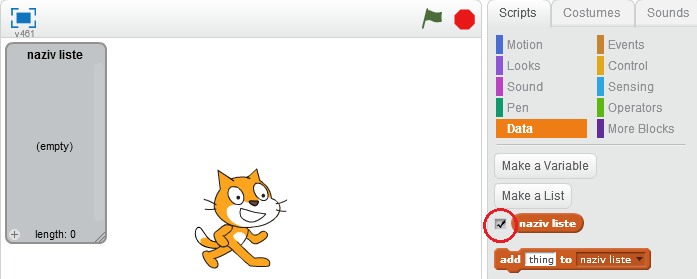 v461
naziv liste
(empty)
length: 0
Scripts
Costumes
Sounds
Motion
Looks
Sound
Pen
Data
Events
Control
Sensing
Operators
More Blocks
Make a Variable
Make a List
naziv liste
add thing to naziv liste